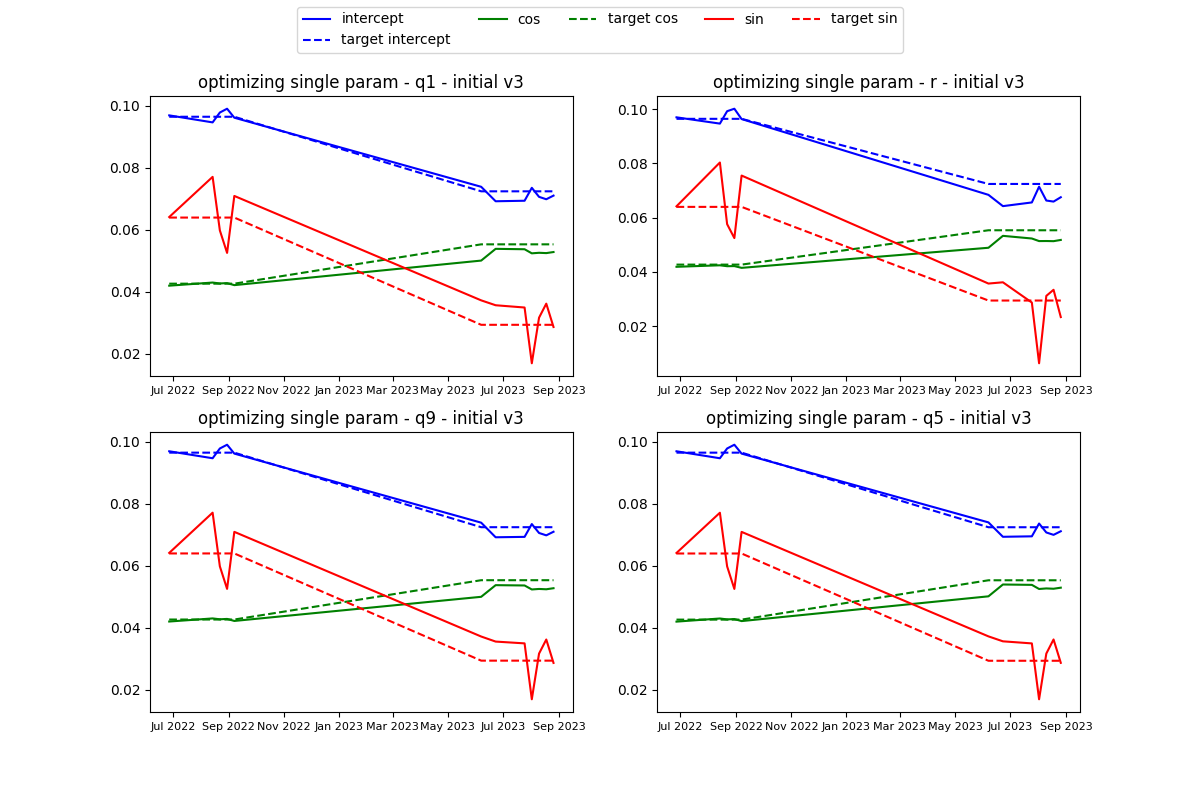 intercept cos target cos sin target sin
target intercept
optimizing single param - q1 - initial v3
0.10
0.08
0.06
0.04
0.02
Jul 2022 Sep 2022 Nov 2022 Jan 2023 Mar 2023 May 2023 Jul 2023 Sep 2023
optimizing single param - r - initial v3
0.10
0.08
0.06
0.04
0.02
Jul 2022 Sep 2022 Nov 2022 Jan 2023 Mar 2023 May 2023 Jul 2023 Sep 2023
optimizing single param - q9 - initial v3
0.10
0.08
0.06
0.04
0.02
Jul 2022 Sep 2022 Nov 2022 Jan 2023 Mar 2023 May 2023 Jul 2023 Sep 2023
optimizing single param - q5 - initial v3
0.10
0.08
0.06
0.04
0.02
Jul 2022 Sep 2022 Nov 2022 Jan 2023 Mar 2023 May 2023 Jul 2023 Sep 2023